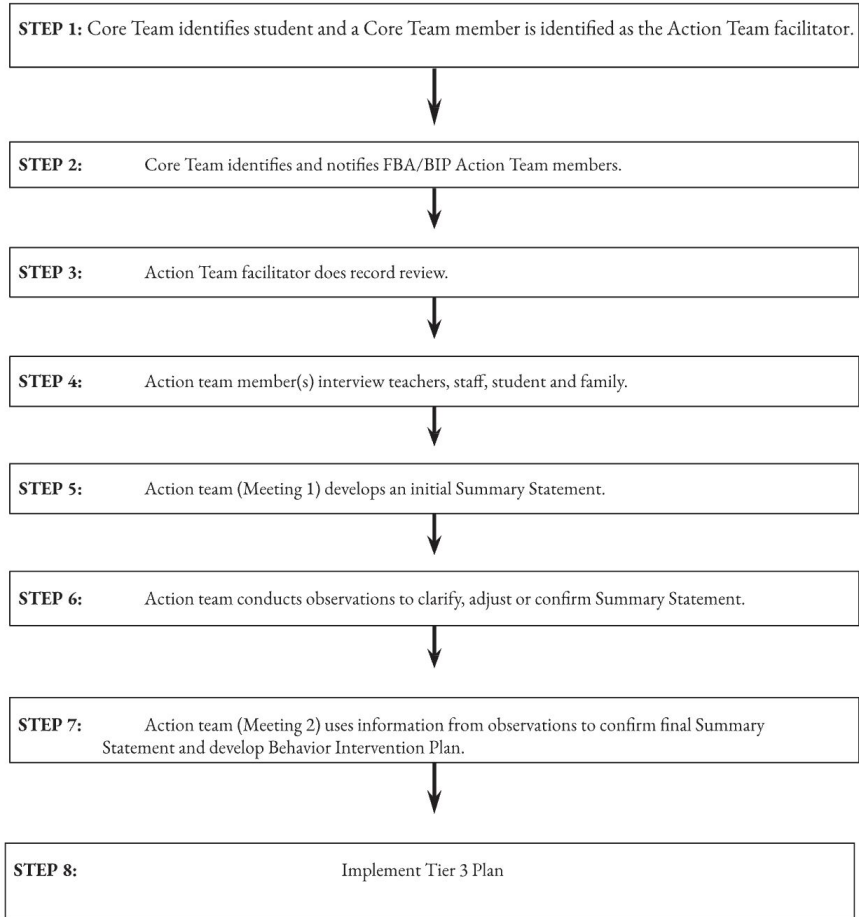 STEP 1: Core Team identifies student and a Core Team member is identified as the Action Team facilitator.
STEP 2: Core Team identifies and notifies FBA/BIP Action Team members.
STEP 3: Action Team facilitator does record review.
STEP 4: Action team member(s) interview teachers, staff, student and family.
STEP 5: Action team (Meeting 1) develops an initial Summary Statement.
STEP 6: Action team conducts observations to clarify, adjust or confirm Summary Statement.
STEP 7: Action team (Meeting 2) uses information from observations to confirm final Summary
Statement and develop Behavior Intervention Plan.
STEP 8: Implement Tier 3 Plan